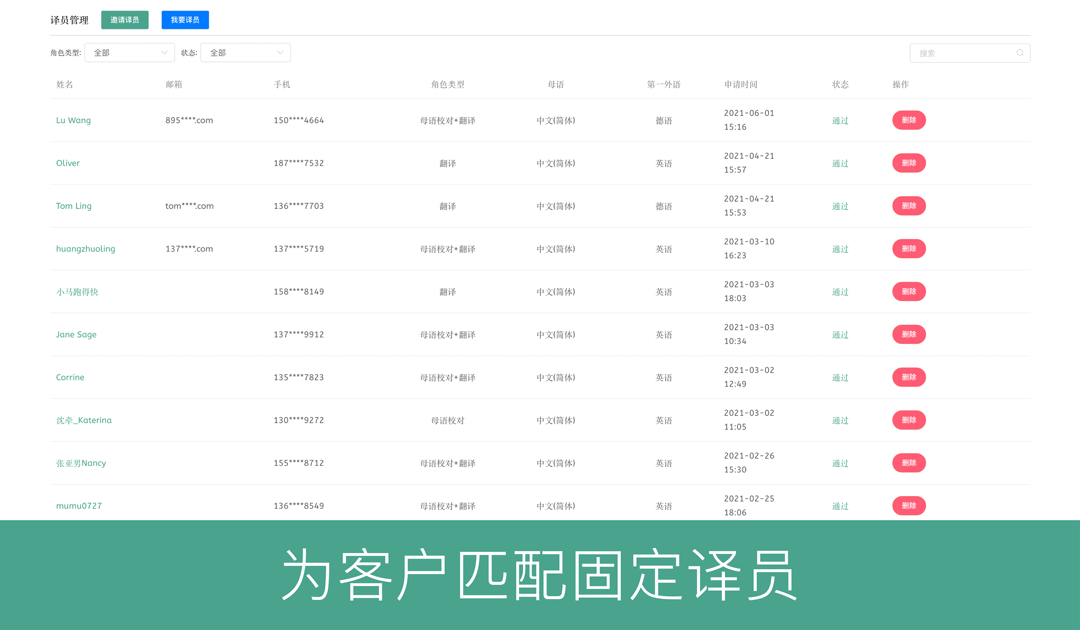 译员管理 邀请译员 我要译员
角色类型: 全部 状态: 全部 搜索
姓名 邮箱 手机 角色类型 母语 第一外语 申请时间 状态 操作
Lu Wang 895****.com 150****4664 母语校对+翻译 中文(简体) 德语 2021-06-01 15:16 通过 删除
Oliver 187****7532 翻译 中文(简体) 英语 2021-04-21 15:57 通过 删除
Tom Ling tom****.com 136****7703 翻译 中文(简体) 德语 2021-04-21 15:53 通过 删除
huangzhuoling 137****.com 137****5719 母语校对+翻译 中文(简体) 英语 2021-03-10 16:23 通过 删除
小马跑得快 158****8149 翻译 中文(简体) 英语 2021-03-03 18:03 通过 删除
Jane Sage 137****9912 母语校对+翻译 中文(简体) 英语 2021-03-03 10:34 通过 删除
Corrine 135****7823 母语校对+翻译 中文(简体) 英语 2021-03-02 12:49 通过 删除
沈牵_Katerina 130****9272 母语校对 中文(简体) 英语 2021-03-02 11:05 通过 删除
张亚男Nancy 155****8712 母语校对+翻译 中文(简体) 英语 2021-02-26 15:30 通过 删除
mumu0727 136****8549 母语校对+翻译 中文(简体) 英语 2021-02-25 18:06 通过 删除
为客户匹配固定译员